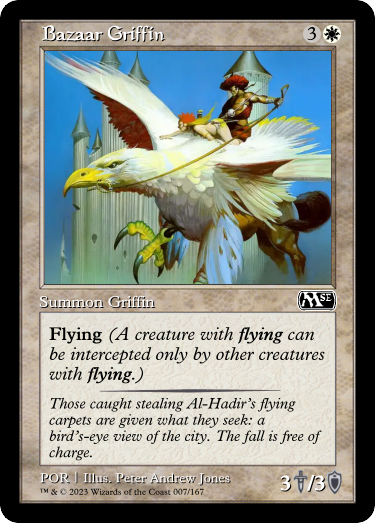 Bazaar Griffin 3
Summon Griffin MSE
Flying (A creature with flying can
be intercepted only by other creatures
with flying.)
Those caught stealing Al-Hadir's flying
carpets are given what they seek: a
bird's-eye view of the city. The fall is free of
charge.
POR | Illus. Peter Andrew Jones
™ & © 2023 Wizards of the Coast 007/167
3/3